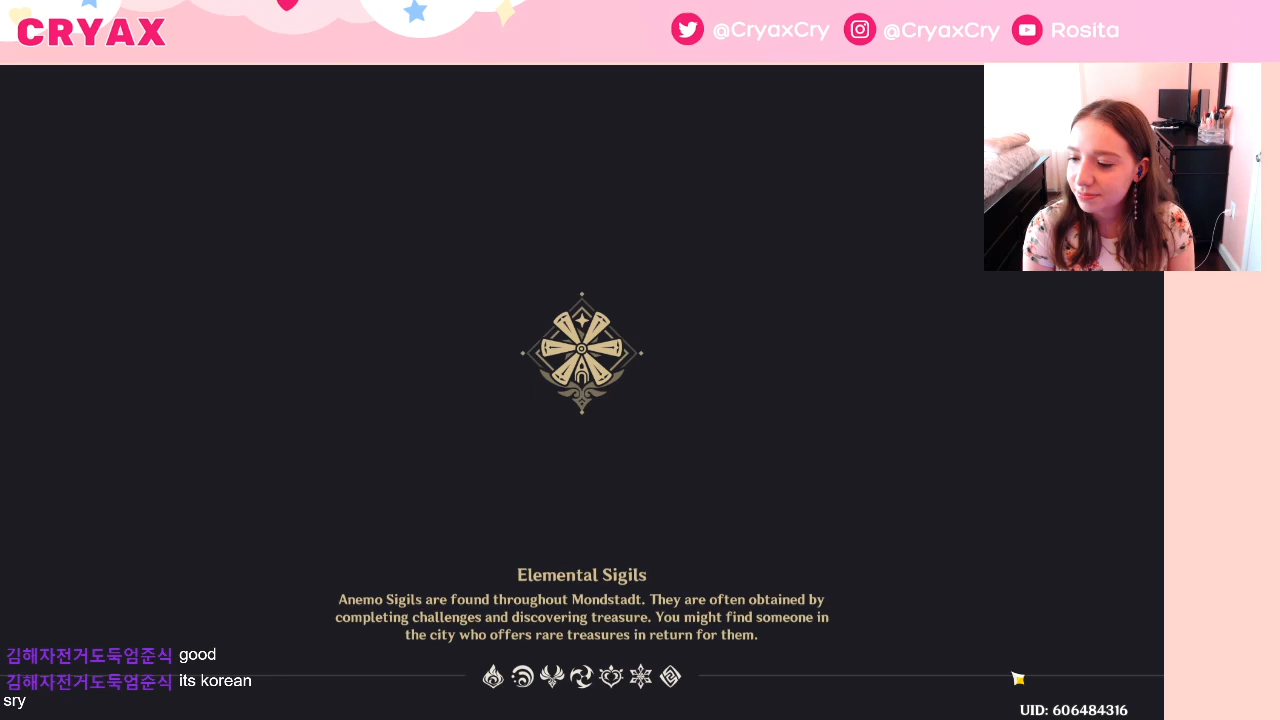 CRYAX
@CryaxCry
@CryaxCry
Rosita
Elemental Sigils
Anemo Sigils are found throughout Mondstadt. They are often obtained by
completing challenges and discovering treasure. You might find someone in
the city who offers rare treasures in return for them.
김해자전거도둑엄준식 good
김해자전거도둑엄준식 its korean
sry
UID: 606484316